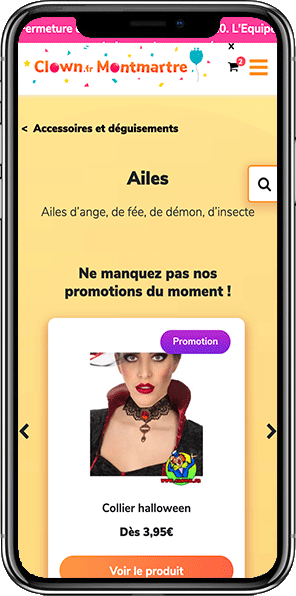 Fermeture
0. L'Equipe
x
Clown.fr Montmartre
2
< Accessoires et déguisements
Ailes
Ailes d'ange, de fée, de démon, d'insecte
Ne manquez pas nos
promotions du moment !
Promotion
Collier halloween
Dès 3,95€
Voir le produit